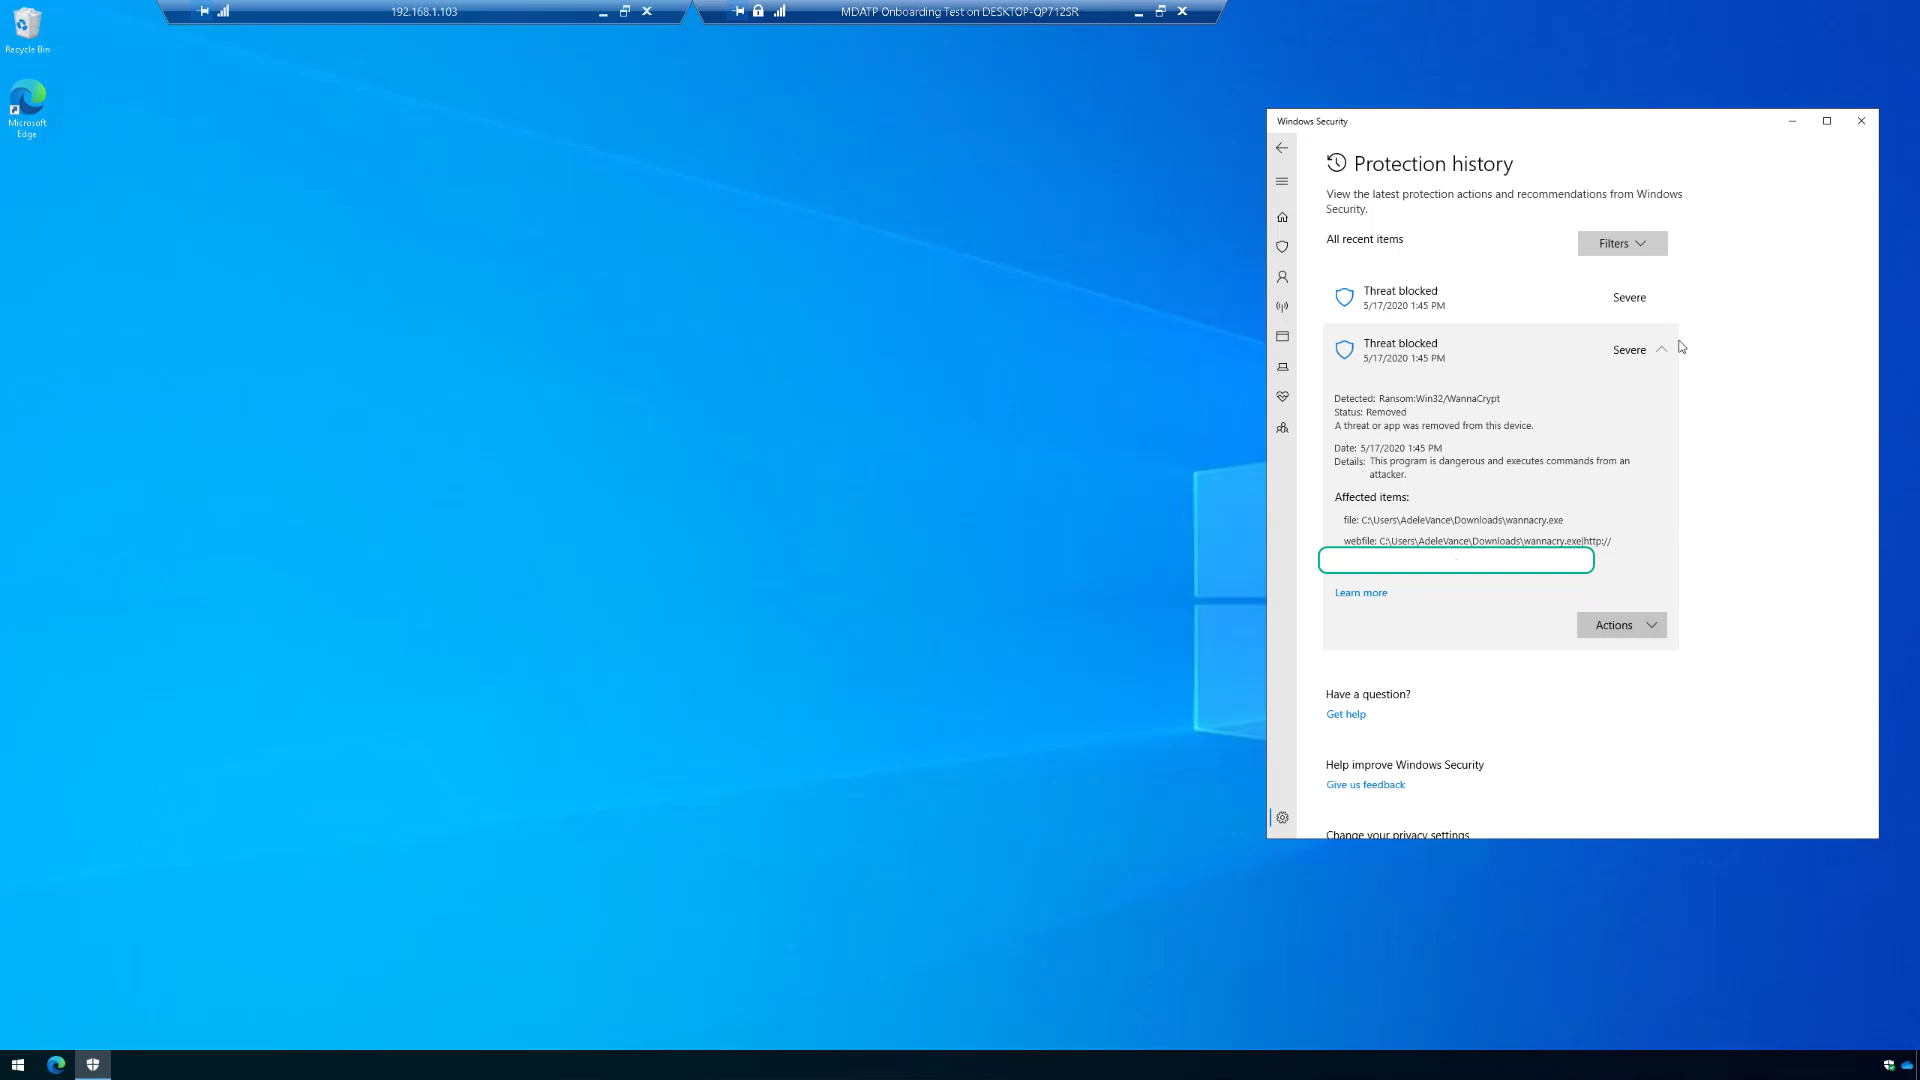 192.168.1.103
MDATP Onboarding Test on DESKTOP-QP712SR
Recycle Bin
Microsoft
Edge
Windows Security
Protection history
View the latest protection actions and recommendations from Windows
Security.
All recent items
Filters
Threat blocked
5/17/2020 1:45 PM
Severe
Threat blocked
5/17/2020 1:45 PM
Severe
Detected: Ransom:Win32/WannaCrypt
Status: Removed
A threat or app was removed from this device.
Date: 5/17/2020 1:45 PM
Details: This program is dangerous and executes commands from an
attacker.
Affected items:
file: C:\Users\AdeleVance\Downloads\wannacry.exe
webfile: C:\Users\AdeleVance\Downloads\wannacry.exe|http://
Learn more
Actions
Have a question?
Get help
Help improve Windows Security
Give us feedback
Change your privacy settings